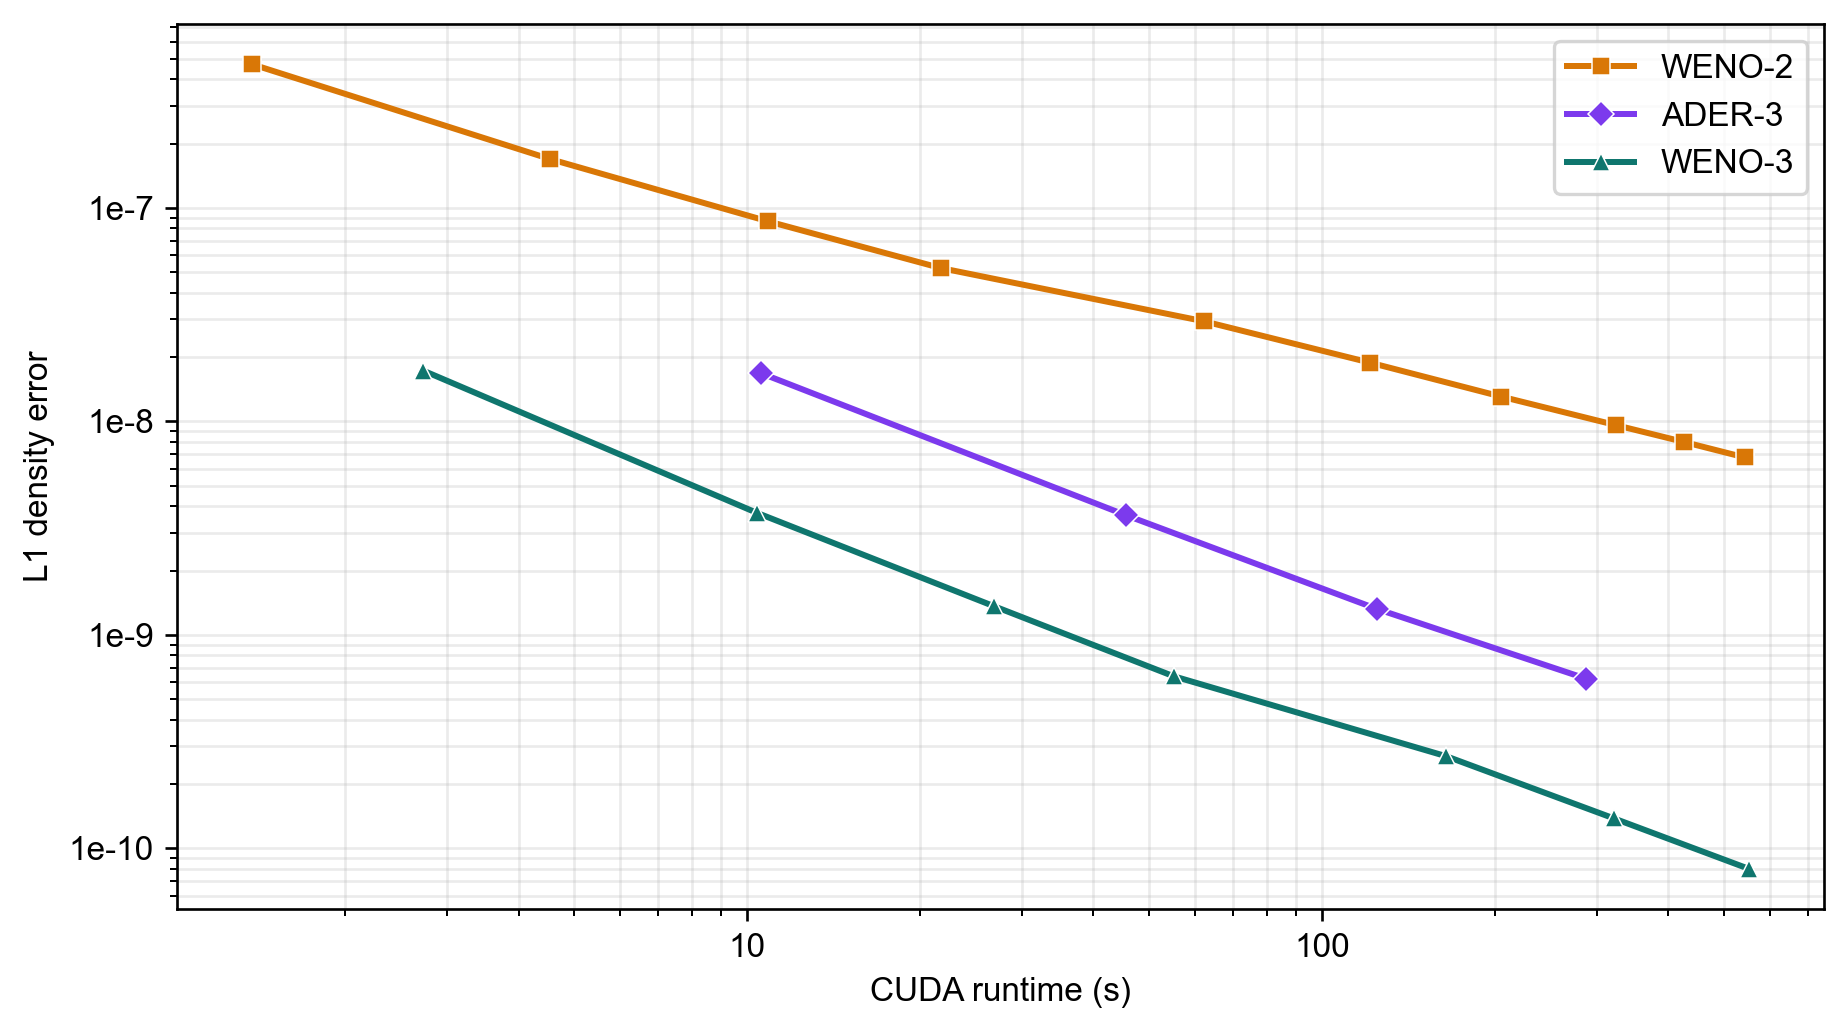 WENO-2
ADER-3
WENO-3
1e-7
1e-8
1e-9
1e-10
L1 density error
10
100
CUDA runtime (s)